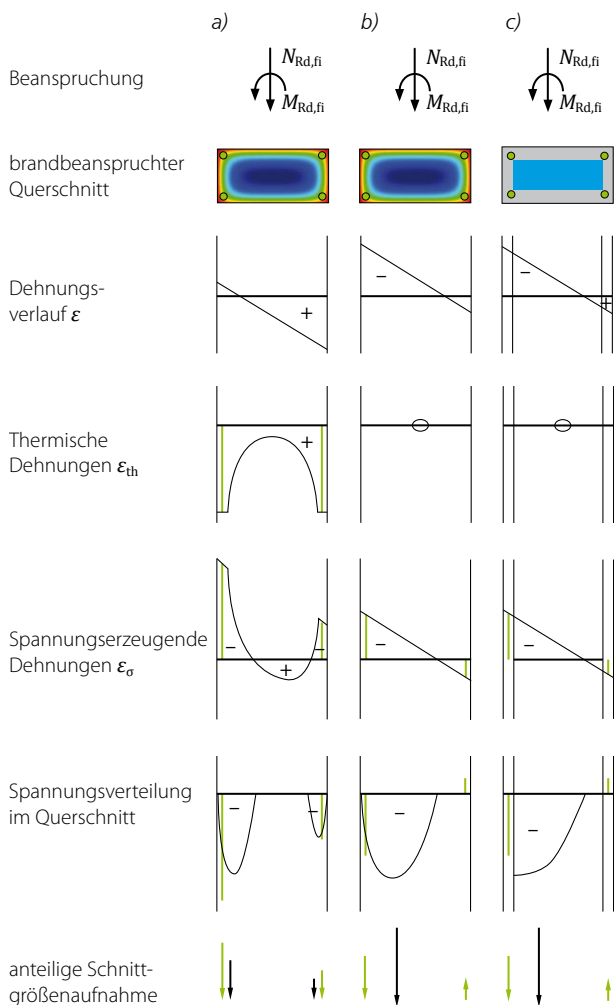 a) b) c)
Beanspruchung
N_Rd,fi N_Rd,fi N_Rd,fi
M_Rd,fi M_Rd,fi M_Rd,fi
brandbeanspruchter
Querschnitt
Dehnungs-
verlauf ε
+ − − +
Thermische
Dehnungen ε_th
+
Spannungserzeugende
Dehnungen ε_σ
− + − − −
Spannungsverteilung
im Querschnitt
− − − −
anteilige Schnitt-
größenaufnahme